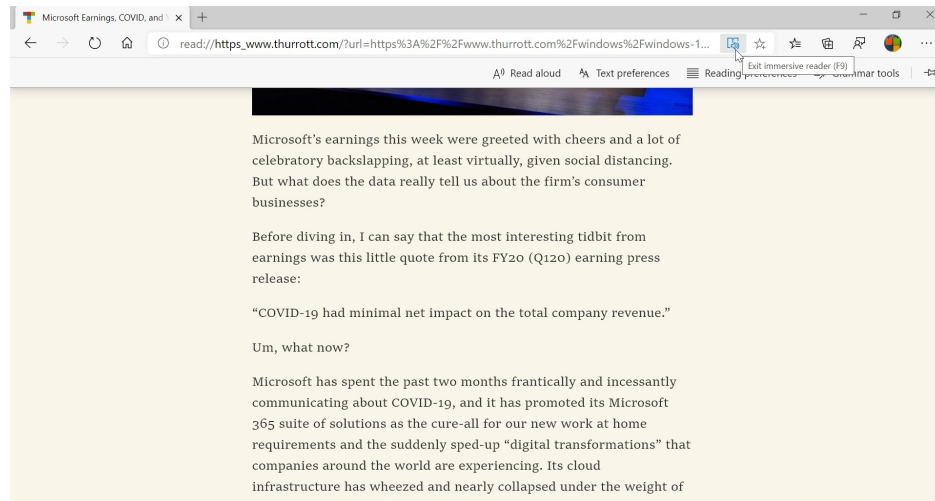 Microsoft Earnings, COVID, and
read://https_www.thurrott.com/?url=https%3A%2F%2Fwww.thurrott.com%2Fwindows%2Fwindows-1...
Exit immersive reader (F9)
Read aloud Text preferences Reading preferences Grammar tools
Microsoft’s earnings this week were greeted with cheers and a lot of
celebratory backslapping, at least virtually, given social distancing.
But what does the data really tell us about the firm’s consumer
businesses?
Before diving in, I can say that the most interesting tidbit from
earnings was this little quote from its FY20 (Q120) earning press
release:
“COVID-19 had minimal net impact on the total company revenue.”
Um, what now?
Microsoft has spent the past two months frantically and incessantly
communicating about COVID-19, and it has promoted its Microsoft
365 suite of solutions as the cure-all for our new work at home
requirements and the suddenly sped-up “digital transformations” that
companies around the world are experiencing. Its cloud
infrastructure has wheezed and nearly collapsed under the weight of